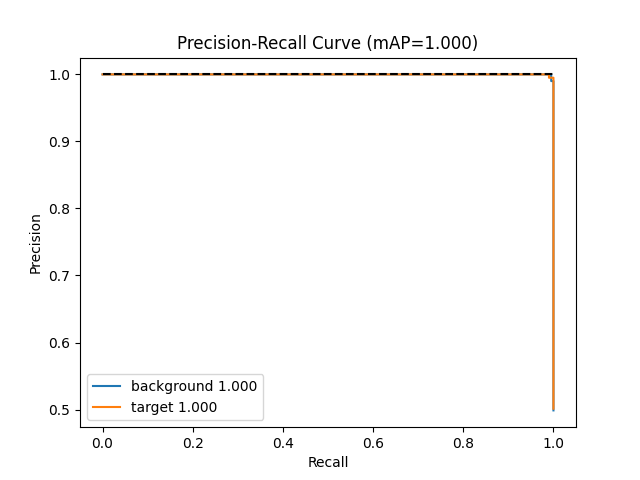 Precision-Recall Curve (mAP=1.000)
1.0
0.9
0.8
0.7
0.6
0.5
Precision
background 1.000
target 1.000
0.0 0.2 0.4 0.6 0.8 1.0
Recall